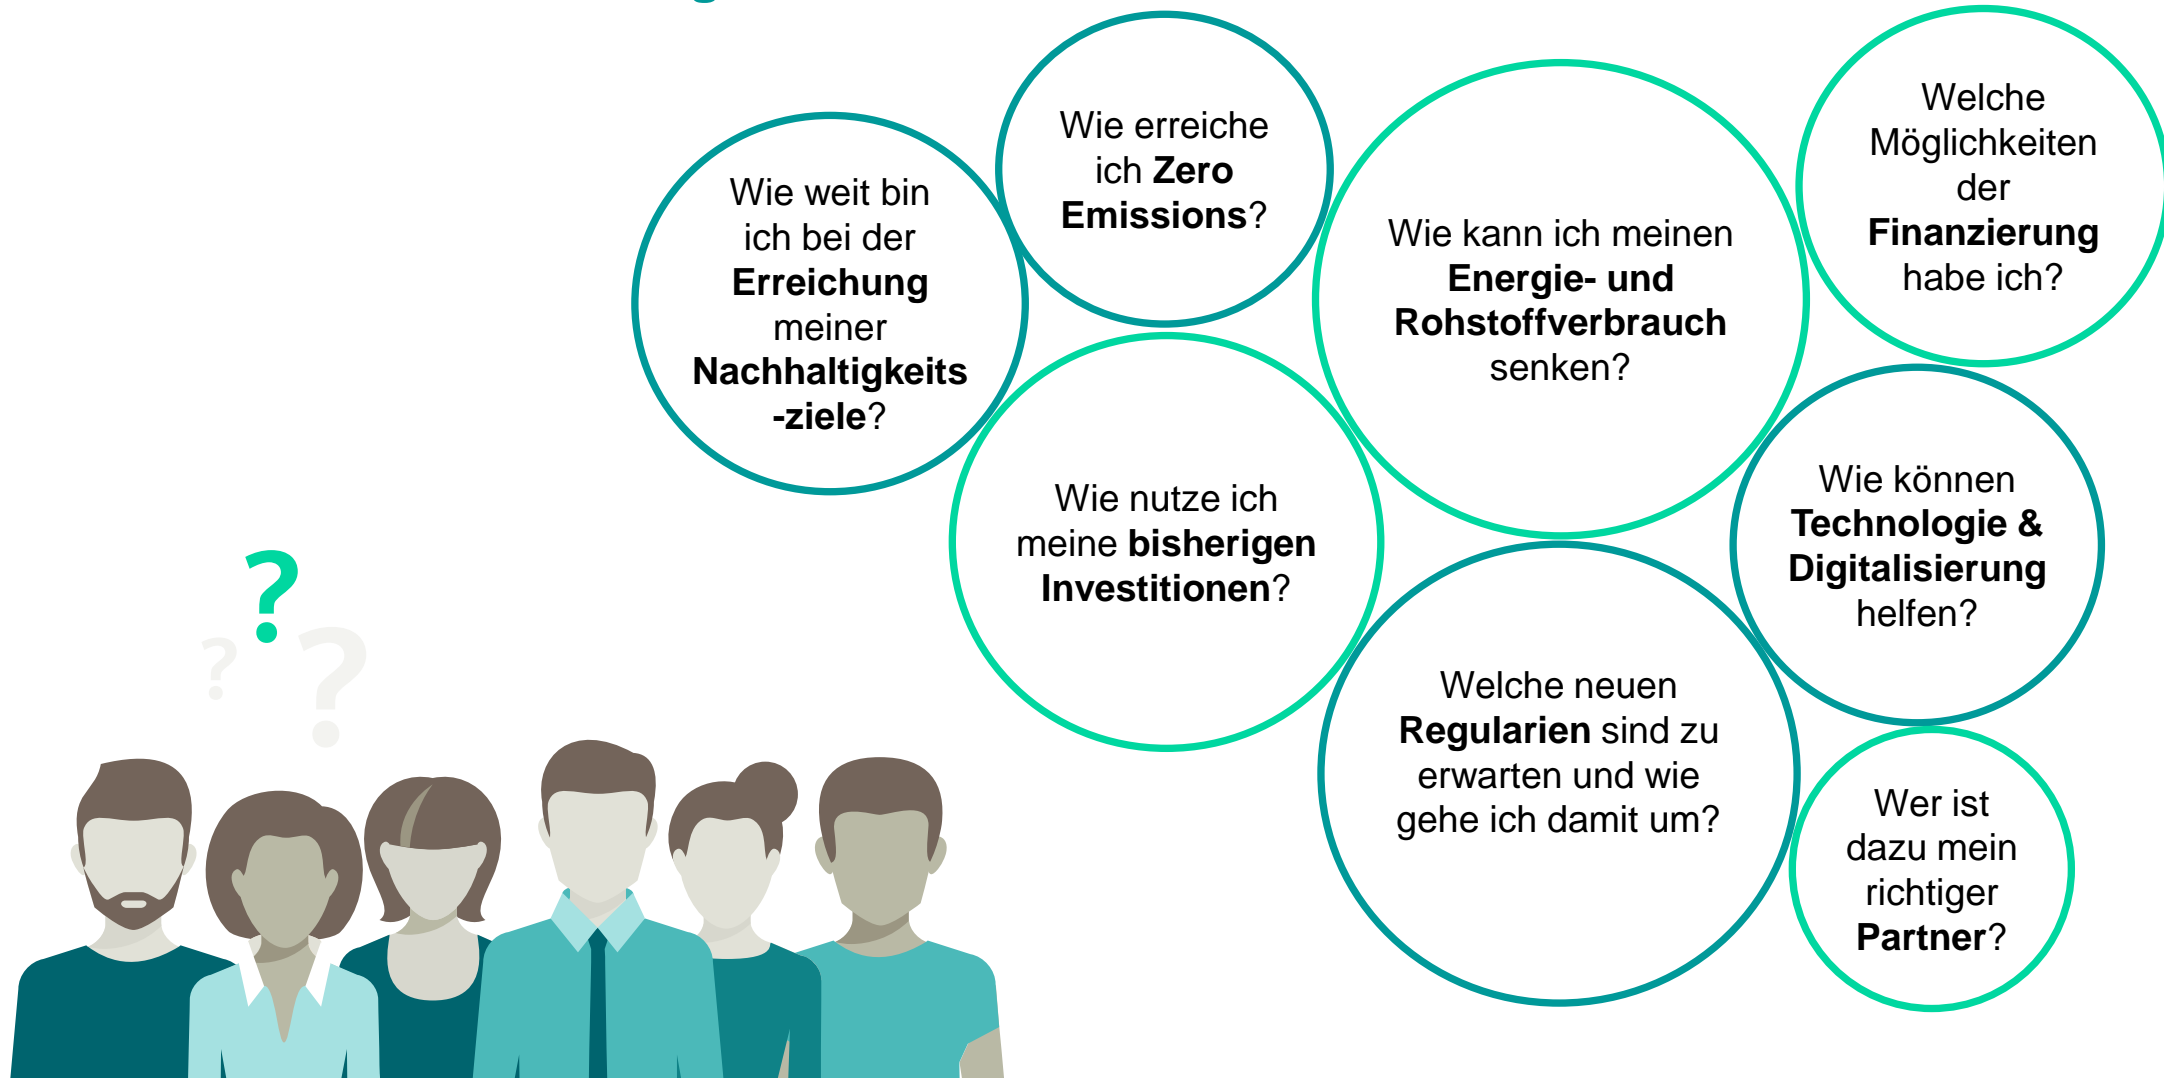 Wie weit bin
ich bei der
Erreichung
meiner
Nachhaltigkeits
-ziele?
Wie erreiche
ich Zero
Emissions?
Wie kann ich meinen
Energie- und
Rohstoffverbrauch
senken?
Welche
Möglichkeiten
der
Finanzierung
habe ich?
Wie nutze ich
meine bisherigen
Investitionen?
Wie können
Technologie &
Digitalisierung
helfen?
Welche neuen
Regularien sind zu
erwarten und wie
gehe ich damit um?
Wer ist
dazu mein
richtiger
Partner?
?
?
?